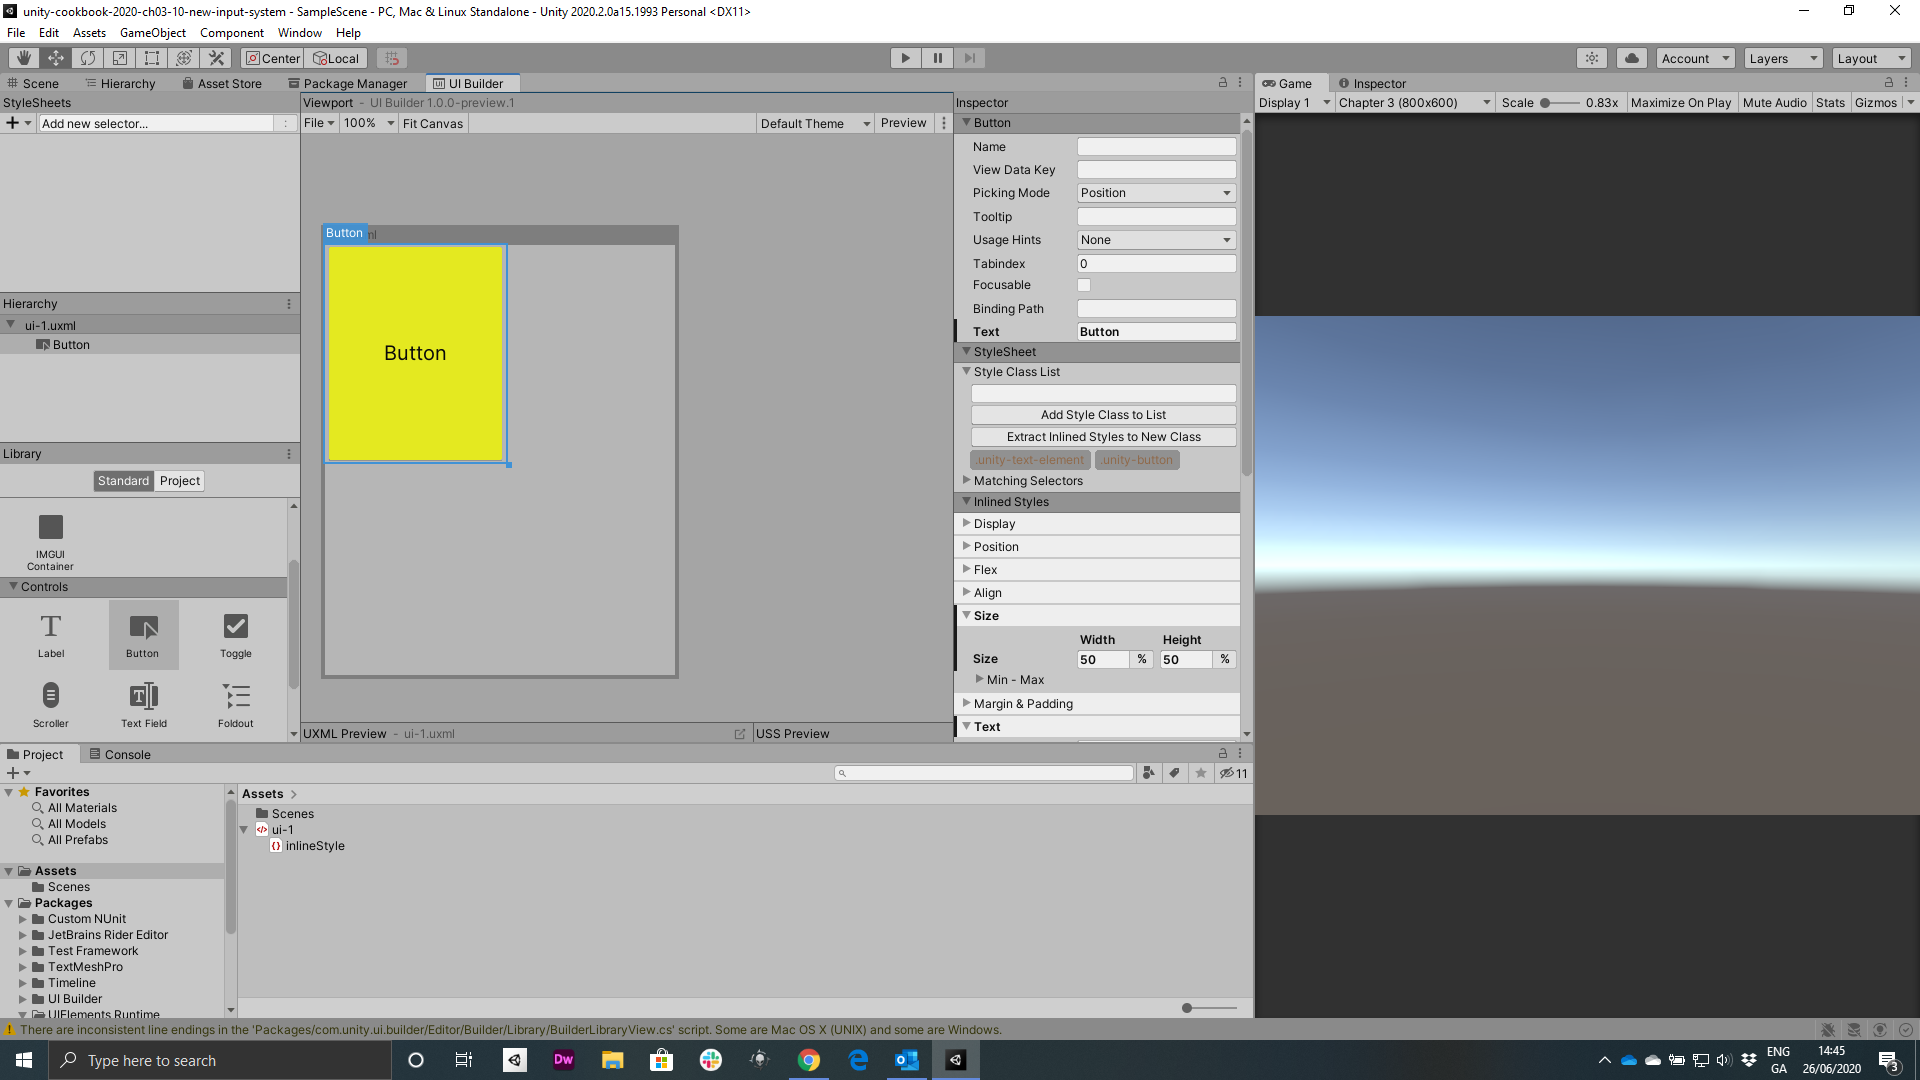 unity-cookbook-2020-ch03-10-new-input-system - SampleScene - PC, Mac & Linux Standalone - Unity 2020.2.0a15.1993 Personal <DX11>
File Edit Assets GameObject Component Window Help
Center Local Account Layers Layout
Scene Hierarchy Asset Store Package Manager UI Builder
Game Inspector
StyleSheets
Viewport - UI Builder 1.0.0-preview.1
Inspector
Display 1 Chapter 3 (800x600) Scale 0.83x Maximize On Play Mute Audio Stats Gizmos
Add new selector...
File 100% Fit Canvas Default Theme Preview
Button
Name
View Data Key
Picking Mode Position
Tooltip
Usage Hints None
Tabindex 0
Focusable
Binding Path
Text Button
Button ml
Button
Hierarchy
ui-1.uxml
Button
StyleSheet
Style Class List
Add Style Class to List
Extract Inlined Styles to New Class
.unity-text-element .unity-button
Matching Selectors
Inlined Styles
Display
Position
Flex
Align
Size
Width Height
Size 50 % 50 %
Min - Max
Margin & Padding
Text
Library
Standard Project
IMGUI
Container
Controls
Label Button Toggle
Scroller Text Field Foldout
UXML Preview - ui-1.uxml USS Preview
Project Console
11
Favorites
All Materials
All Models
All Prefabs
Assets
Scenes
Packages
Custom NUnit
JetBrains Rider Editor
Test Framework
TextMeshPro
Timeline
UI Builder
UIElements Runtime
Assets
Scenes
ui-1
inlineStyle
There are inconsistent line endings in the 'Packages/com.unity.ui.builder/Editor/Builder/Library/BuilderLibraryView.cs' script. Some are Mac OS X (UNIX) and some are Windows.
Type here to search
Dw
ENG
GA
14:45
26/06/2020
3